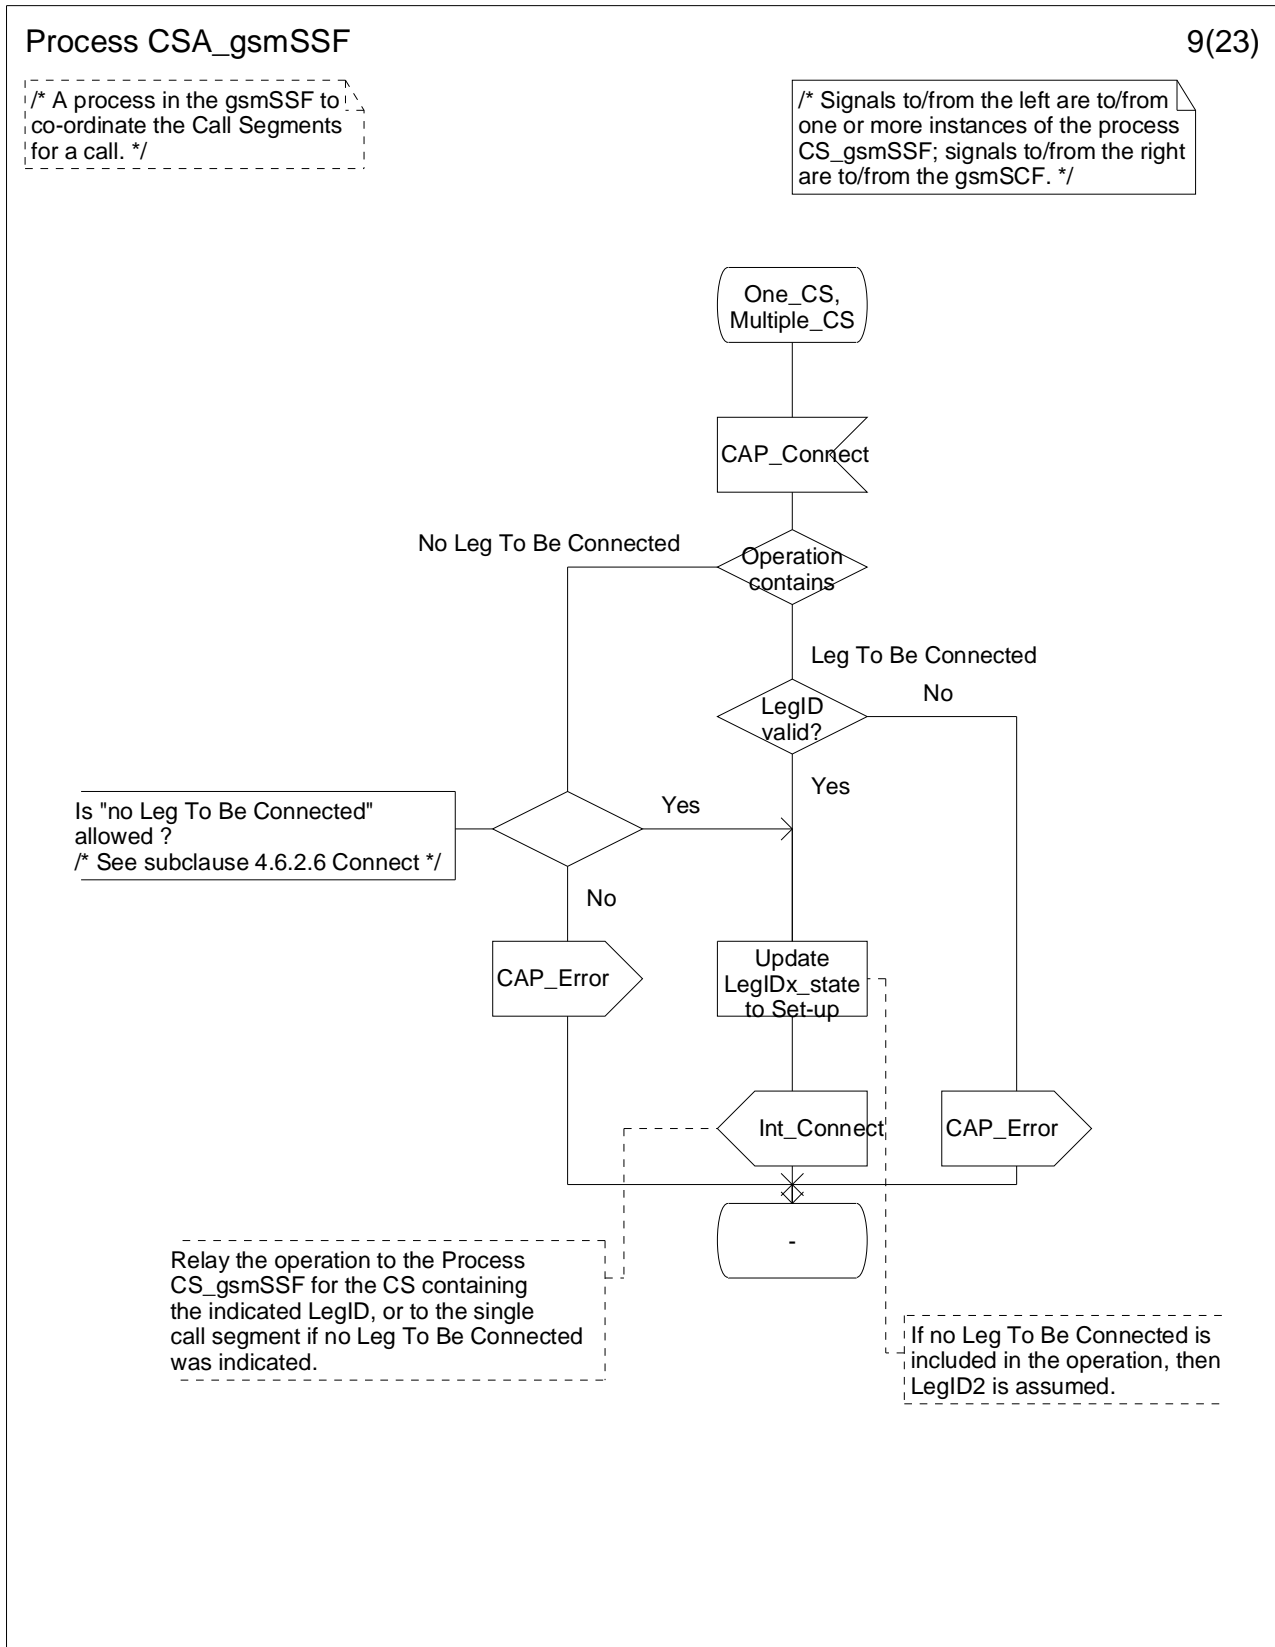 Process CSA_gsmSSF
9(23)
/* A process in the gsmSSF to
co-ordinate the Call Segments
for a call. */
/* Signals to/from the left are to/from
one or more instances of the process
CS_gsmSSF; signals to/from the right
are to/from the gsmSCF. */
One_CS,
Multiple_CS
CAP_Connect
No Leg To Be Connected
Operation
contains
Leg To Be Connected
No
LegID
valid?
Yes
Is "no Leg To Be Connected"
allowed ?
/* See subclause 4.6.2.6 Connect */
Yes
No
CAP_Error
Update
LegIDx_state
to Set-up
Int_Connect
CAP_Error
-
Relay the operation to the Process
CS_gsmSSF for the CS containing
the indicated LegID, or to the single
call segment if no Leg To Be Connected
was indicated.
If no Leg To Be Connected is
included in the operation, then
LegID2 is assumed.